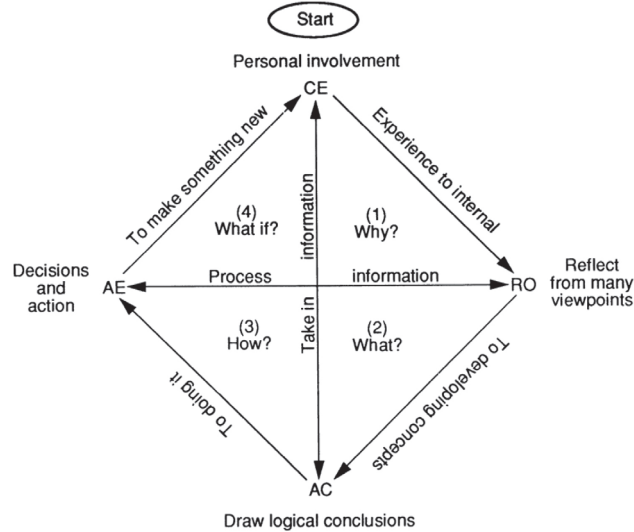 Start
Personal involvement
CE
To make something new
Experience to internal
(4)
What if?
information
(1)
Why?
Decisions
and
action
AE
Process
information
RO
Reflect
from many
viewpoints
(3)
How?
Take in
(2)
What?
To doing it
To developing concepts
AC
Draw logical conclusions